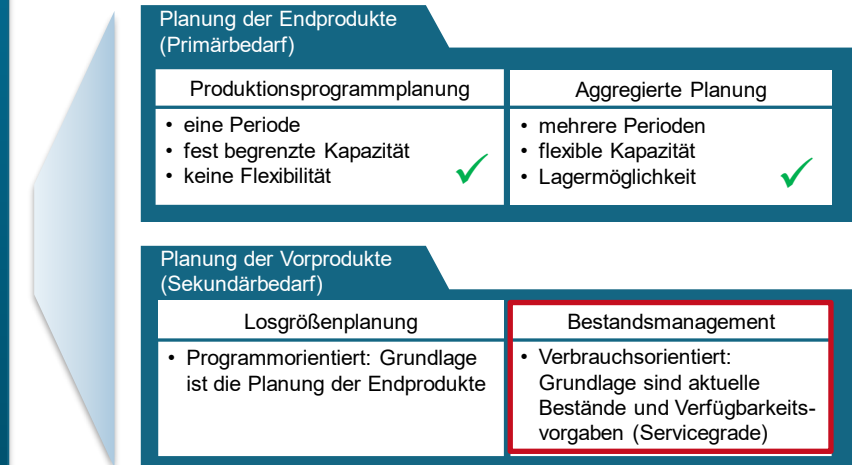 Planung der Endprodukte
(Primärbedarf)
Produktionsprogrammplanung
• eine Periode
• fest begrenzte Kapazität
• keine Flexibilität
Aggregierte Planung
• mehrere Perioden
• flexible Kapazität
• Lagermöglichkeit
Planung der Vorprodukte
(Sekundärbedarf)
Losgrößenplanung
• Programmorientiert: Grundlage
ist die Planung der Endprodukte
Bestandsmanagement
• Verbrauchsorientiert:
Grundlage sind aktuelle
Bestände und Verfügbarkeits-
vorgaben (Servicegrade)